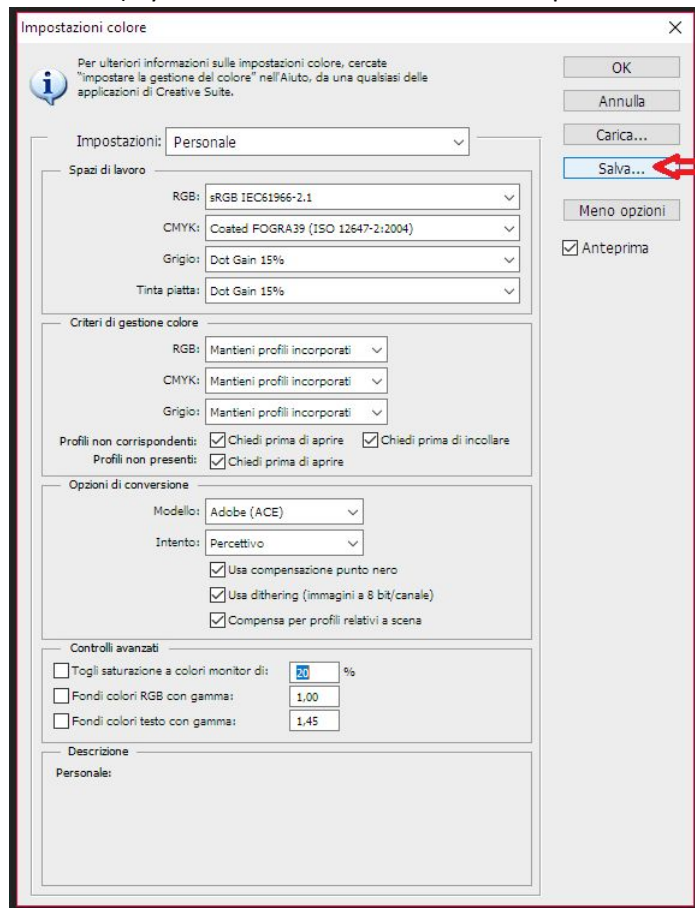 Impostazioni colore
Per ulteriori informazioni sulle impostazioni colore, cercate
"impostare la gestione del colore" nell'Aiuto, da una qualsiasi delle
applicazioni di Creative
Suite.
OK
Annulla
Carica...
Salva...
Meno opzioni
Anteprima
Impostazioni: Personale
Spazi di lavoro
RGB: sRGB IEC61966-2.1
CMYK: Coated FOGRA39 (ISO 12647-2:2004)
Grigio: Dot Gain 15%
Tinta piatta: Dot Gain 15%
Criteri di gestione colore
RGB: Mantieni profili incorporati
CMYK: Mantieni profili incorporati
Grigio: Mantieni profili incorporati
Profili non corrispondenti: Chiedi prima di aprire Chiedi prima di incollare
Profili non presenti: Chiedi prima di aprire
Opzioni di conversione
Modello: Adobe (ACE)
Intento: Percettivo
Usa compensazione punto nero
Usa dithering (immagini a 8 bit/canale)
Compensa per profili relativi a scena
Controlli avanzati
Togli saturazione a colori monitor di: 20 %
Fondi colori RGB con gamma: 1,00
Fondi colori testo con gamma: 1,45
Descrizione
Personale: